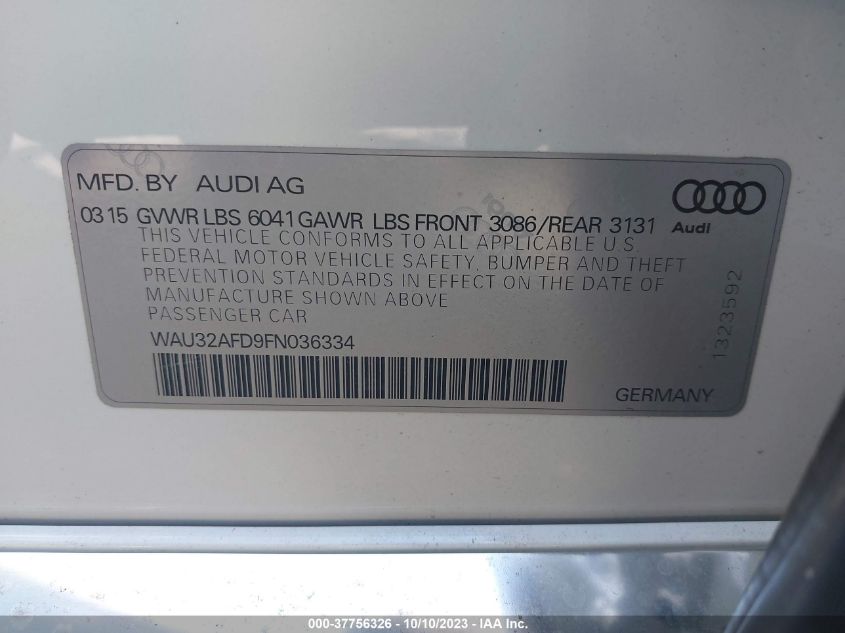 MFD. BY AUDI AG
03 15 GVWR LBS 6041 GAWR LBS FRONT 3086/REAR 3131
Audi
THIS VEHICLE CONFORMS TO ALL APPLICABLE U.S.
FEDERAL MOTOR VEHICLE SAFETY, BUMPER AND THEFT
PREVENTION STANDARDS IN EFFECT ON THE DATE OF
MANUFACTURE SHOWN ABOVE
PASSENGER CAR
1323592
WAU32AFD9FN036334
GERMANY
000-37756326 - 10/10/2023 - IAA Inc.